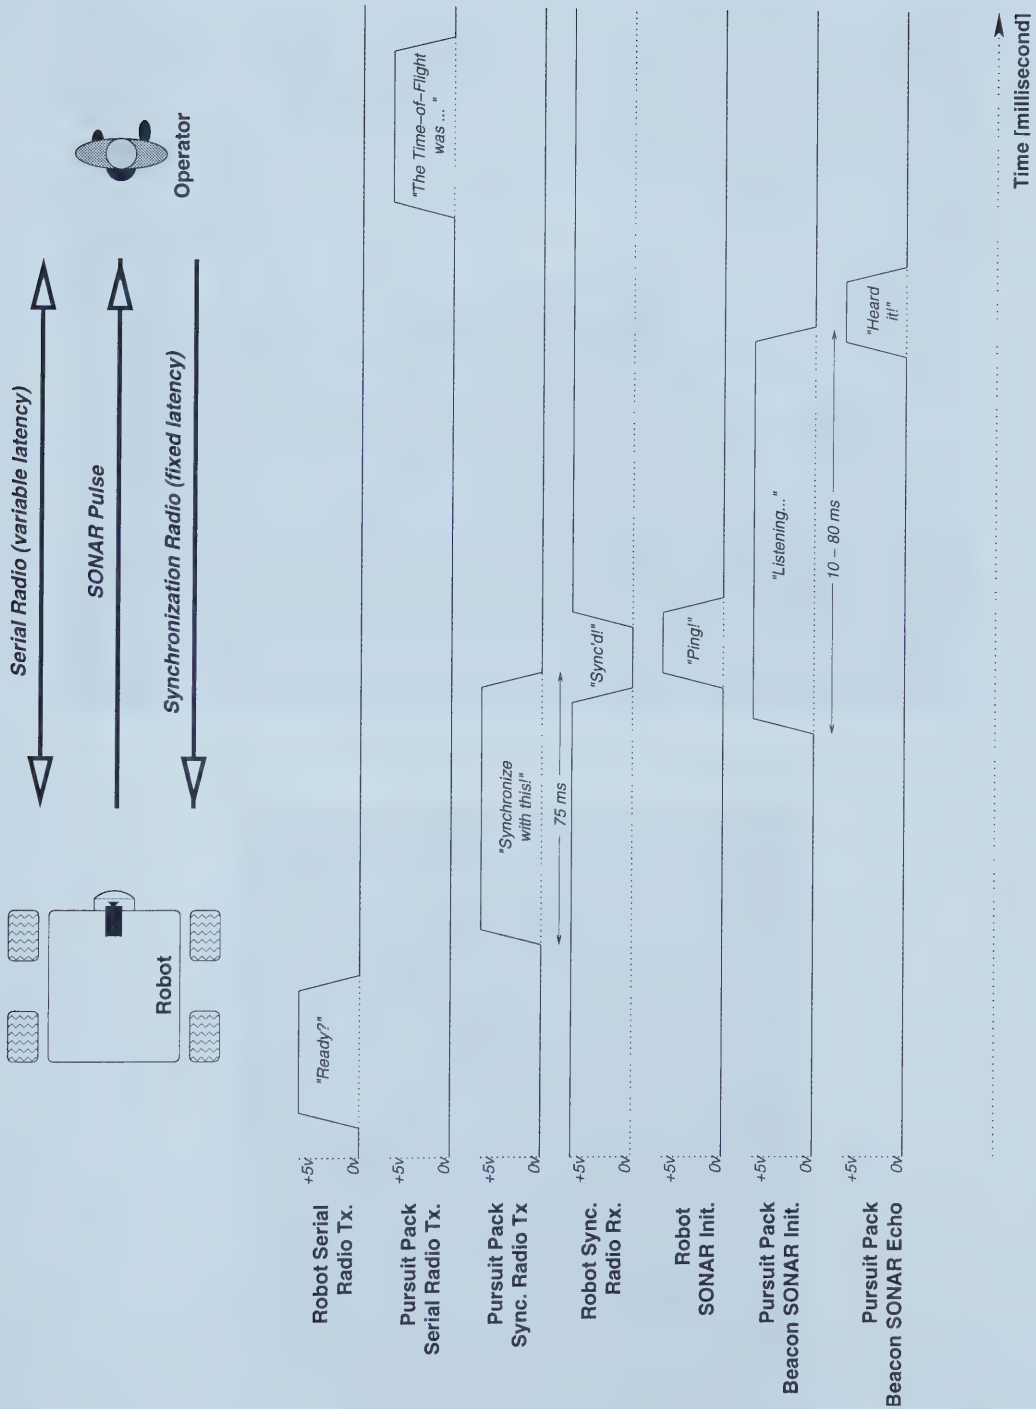 Serial Radio (variable latency)
SONAR Pulse
Synchronization Radio (fixed latency)
Robot
Operator
Robot Serial
Radio Tx.
+5v
0v
"Ready?"
Pursuit Pack
Serial Radio Tx.
+5v
0v
"The Time-of-Flight
was ... "
Pursuit Pack
Sync. Radio Tx
+5v
0v
"Synchronize
with this!"
75 ms
Robot Sync.
Radio Rx.
+5v
0v
"Sync'd!"
Robot
SONAR Init.
+5v
0v
"Ping!"
Pursuit Pack
Beacon SONAR Init.
+5v
0v
"Listening..."
10 – 80 ms
Pursuit Pack
Beacon SONAR Echo
+5v
0v
"Heard
it!"
Time [millisecond]